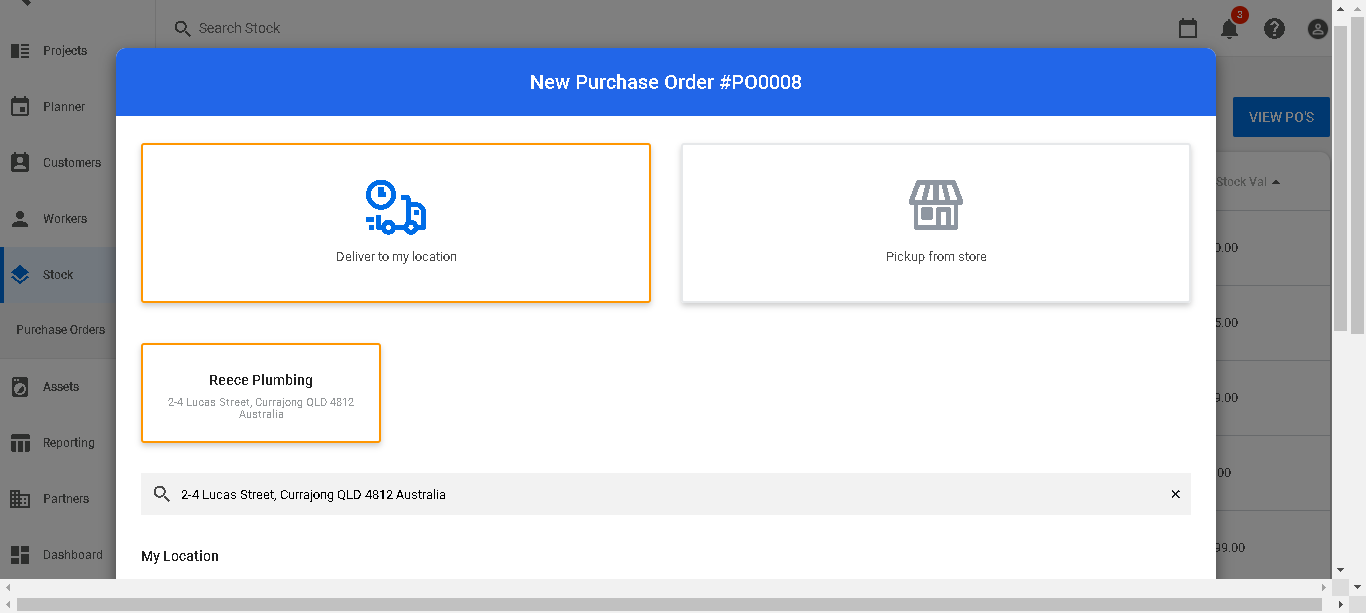 Search Stock
3
Projects
New Purchase Order #PO0008
Planner
VIEW PO'S
Customers
Stock Val
Workers
Deliver to my location
Pickup from store
0.00
Stock
5.00
Purchase Orders
Reece Plumbing
2-4 Lucas Street, Currajong QLD 4812
Australia
Assets
9.00
Reporting
00
2-4 Lucas Street, Currajong QLD 4812 Australia
Partners
My Location
99.00
Dashboard